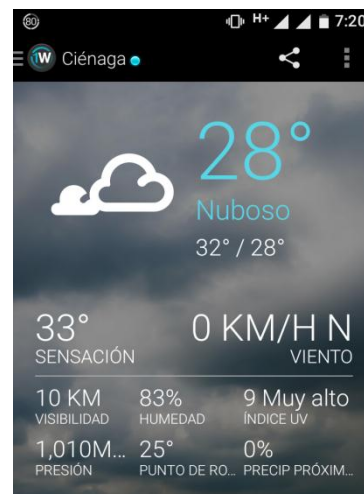 80 H+ 7:20
1W Ciénaga
28°
Nuboso
32° / 28°
33° 0 KM/H N
SENSACIÓN VIENTO
10 KM 83% 9 Muy alto
VISIBILIDAD HUMEDAD ÍNDICE UV
1,010M... 25° 0%
PRESIÓN PUNTO DE RO... PRECIP PRÓXIM...